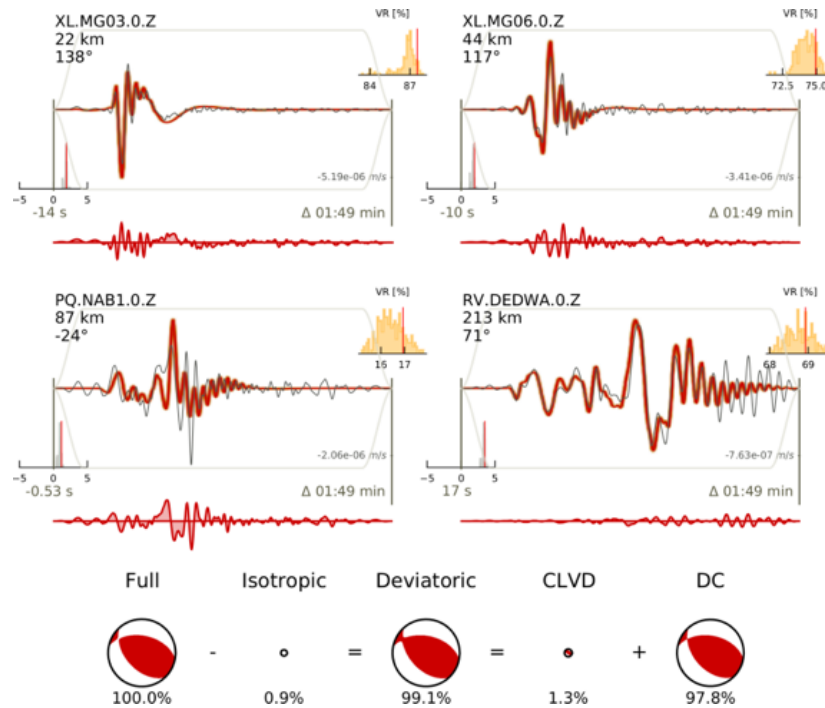 XL.MG03.0.Z
22 km
138°
VR [%]
84 87
-5.19e-06 m/s
−5 0 5
-14 s
Δ 01:49 min
XL.MG06.0.Z
44 km
117°
VR [%]
72.5 75.0
-3.41e-06 m/s
−5 0 5
-10 s
Δ 01:49 min
PQ.NAB1.0.Z
87 km
-24°
VR [%]
16 17
-2.06e-06 m/s
−5 0 5
-0.53 s
Δ 01:49 min
RV.DEDWA.0.Z
213 km
71°
VR [%]
68 69
-7.63e-07 m/s
−5 0 5
17 s
Δ 01:49 min
Full Isotropic Deviatoric CLVD DC
- = = +
100.0% 0.9% 99.1% 1.3% 97.8%